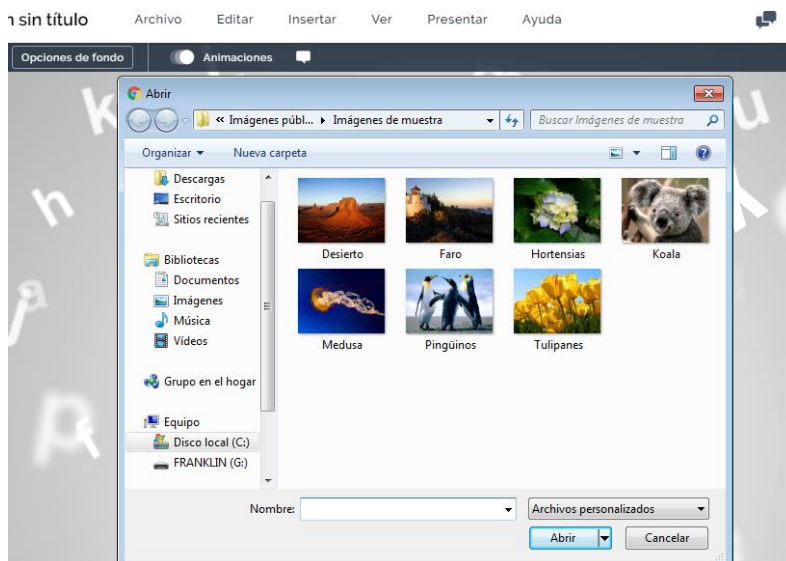 n sin título Archivo Editar Insertar Ver Presentar Ayuda
Opciones de fondo Animaciones
Abrir
« Imágenes públ... Imágenes de muestra Buscar Imágenes de muestra
Organizar Nueva carpeta
Descargas
Escritorio
Sitios recientes
Bibliotecas
Documentos
Imágenes
Música
Vídeos
Grupo en el hogar
Equipo
Disco local (C:)
FRANKLIN (G:)
Desierto Faro Hortensias Koala
Medusa Pingüinos Tulipanes
Nombre: Archivos personalizados
Abrir Cancelar